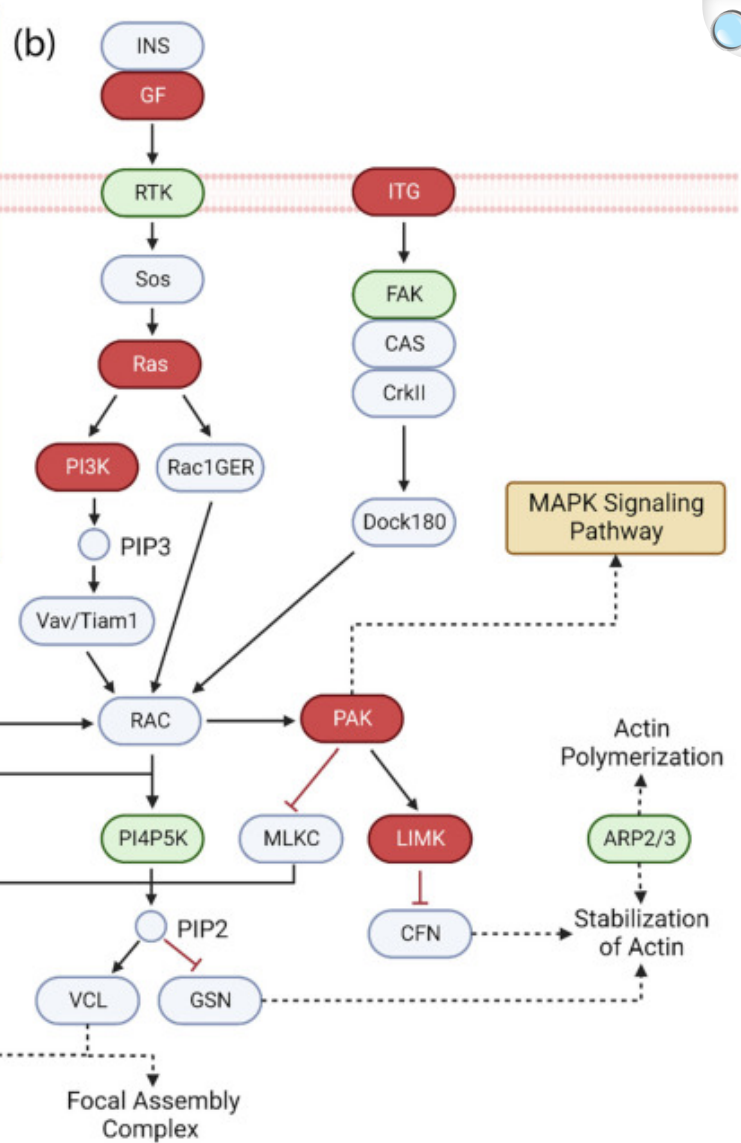 (b)
INS
GF
RTK
ITG
Sos
FAK
CAS
Ras
CrkII
PI3K
Rac1GER
MAPK Signaling
Pathway
Dock180
PIP3
Vav/Tiam1
RAC
PAK
Actin
Polymerization
PI4P5K
MLKC
LIMK
ARP2/3
PIP2
CFN
Stabilization
of Actin
VCL
GSN
Focal Assembly
Complex